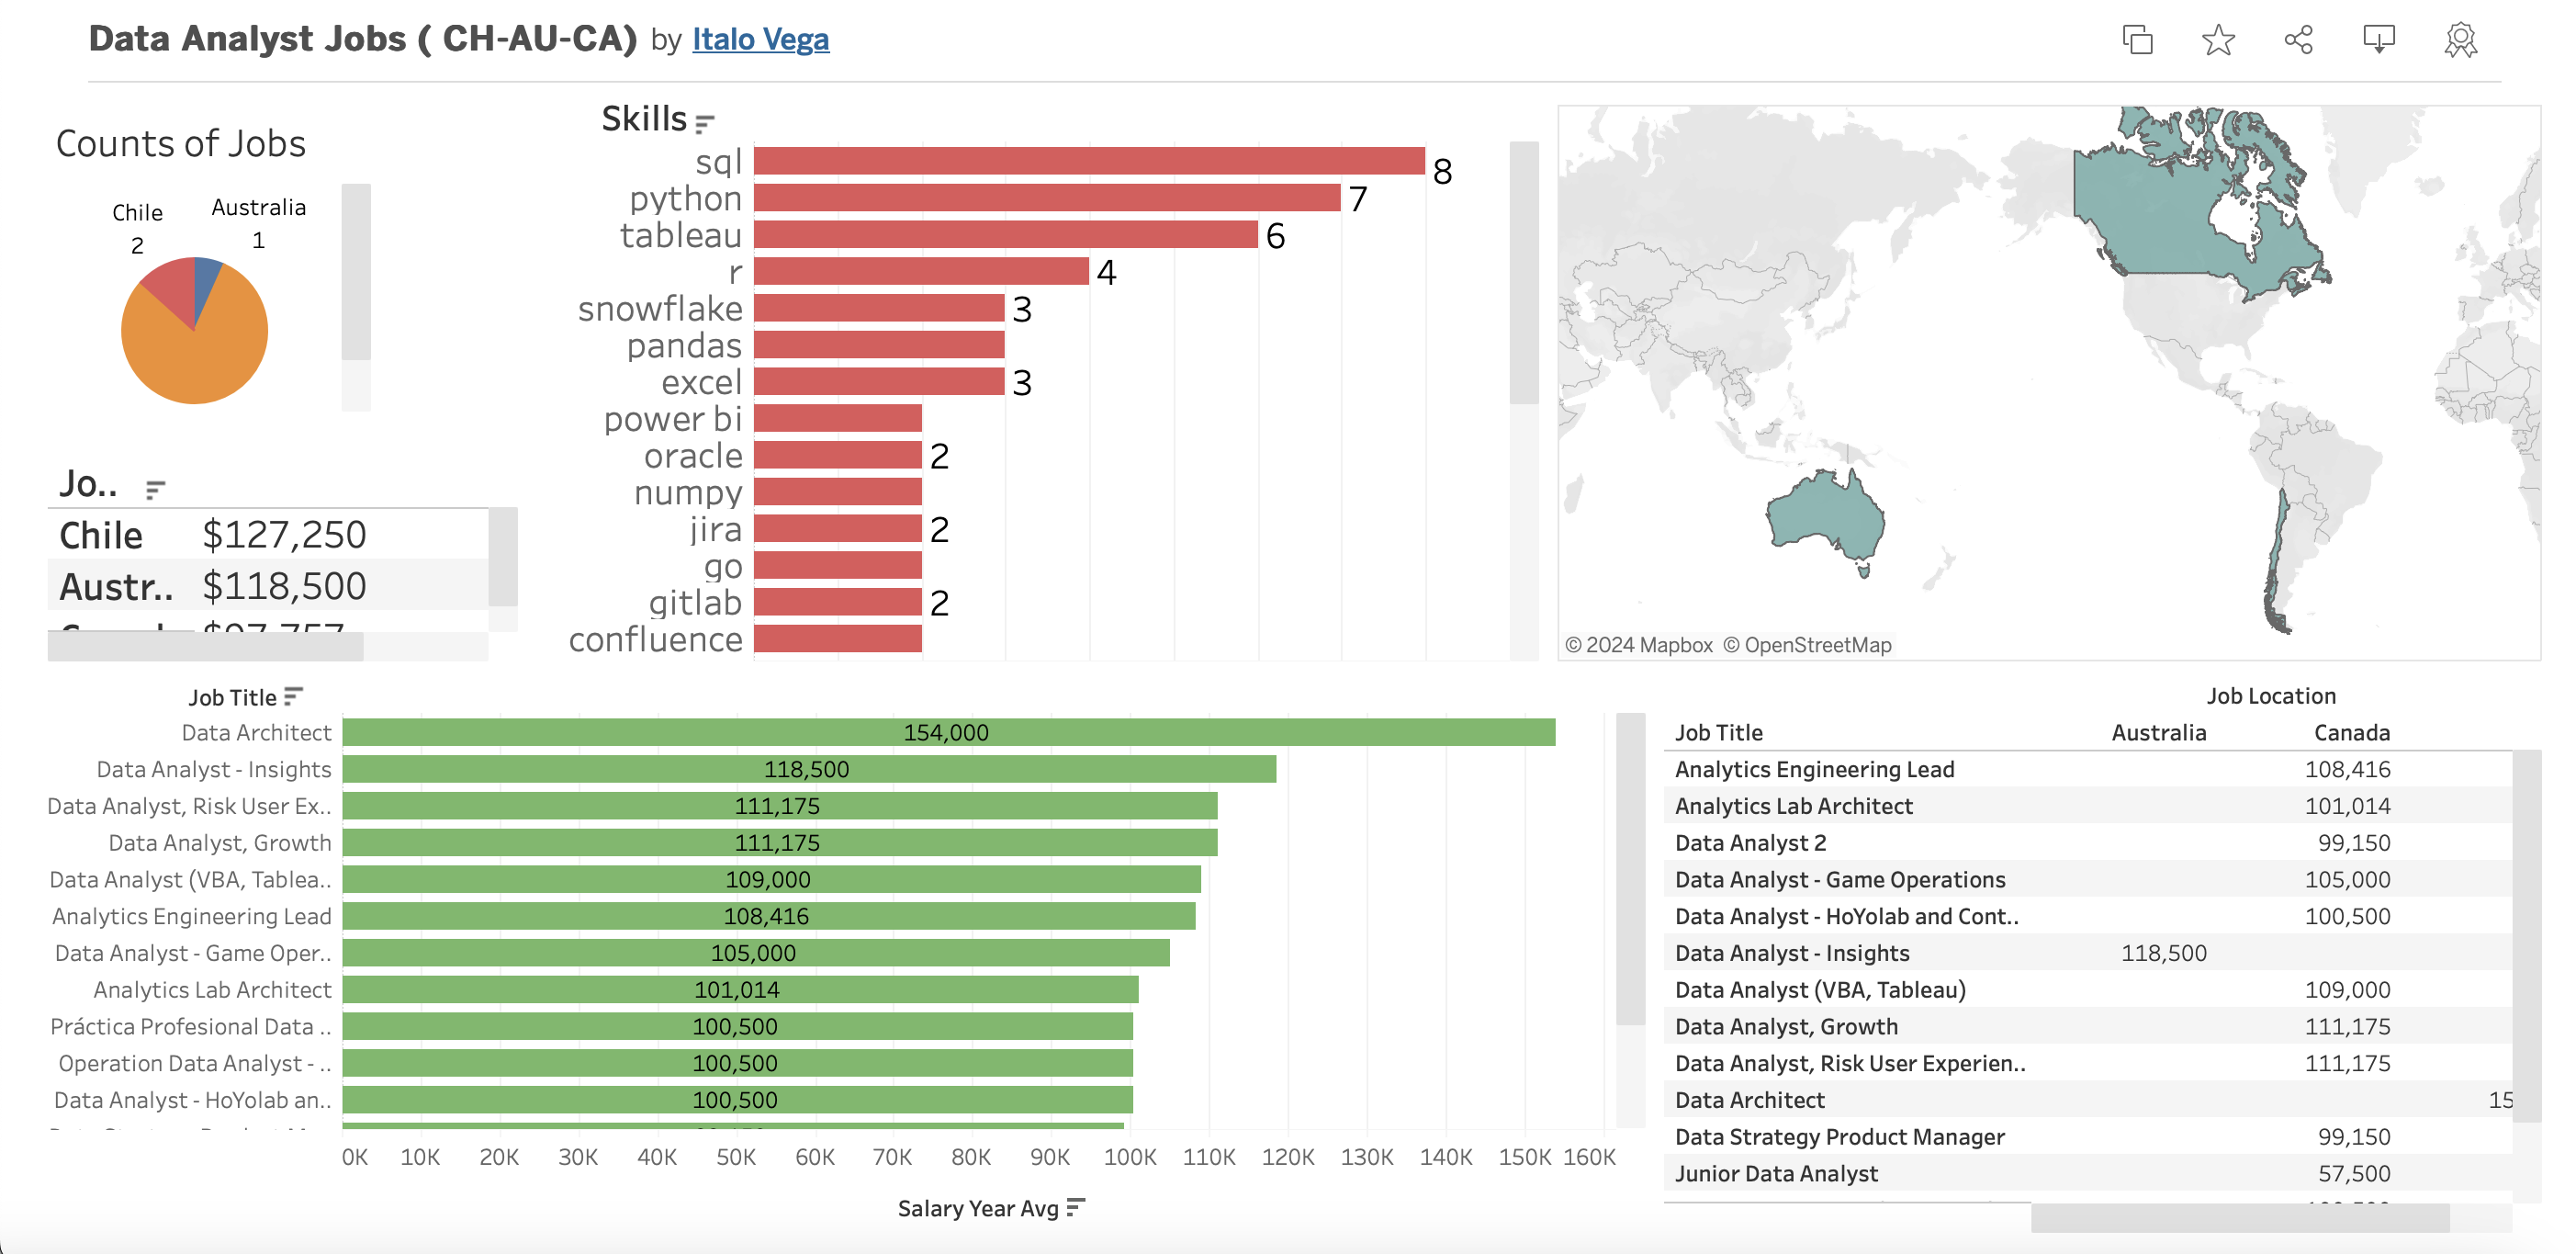 Data Analyst Jobs ( CH-AU-CA) by Italo Vega
Counts of Jobs
Chile
2
Australia
1
Jo..
Chile $127,250
Austr.. $118,500
Skills
sql 8
python 7
tableau 6
r 4
snowflake 3
pandas
excel 3
power bi
oracle 2
numpy
jira 2
go
gitlab 2
confluence
© 2024 Mapbox © OpenStreetMap
Job Title
Data Architect 154,000
Data Analyst - Insights 118,500
Data Analyst, Risk User Ex.. 111,175
Data Analyst, Growth 111,175
Data Analyst (VBA, Tablea.. 109,000
Analytics Engineering Lead 108,416
Data Analyst - Game Oper.. 105,000
Analytics Lab Architect 101,014
Práctica Profesional Data .. 100,500
Operation Data Analyst - .. 100,500
Data Analyst - HoYolab an.. 100,500
0K 10K 20K 30K 40K 50K 60K 70K 80K 90K 100K 110K 120K 130K 140K 150K 160K
Salary Year Avg
Job Location
Job Title Australia Canada
Analytics Engineering Lead 108,416
Analytics Lab Architect 101,014
Data Analyst 2 99,150
Data Analyst - Game Operations 105,000
Data Analyst - HoYolab and Cont.. 100,500
Data Analyst - Insights 118,500
Data Analyst (VBA, Tableau) 109,000
Data Analyst, Growth 111,175
Data Analyst, Risk User Experien.. 111,175
Data Architect 15
Data Strategy Product Manager 99,150
Junior Data Analyst 57,500